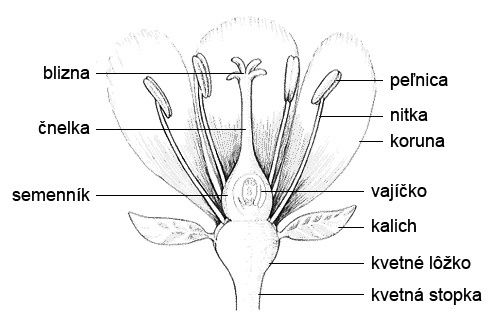 blizna
čnelka
semenník
peľnica
nitka
koruna
vajíčko
kalich
kvetné lôžko
kvetná stopka